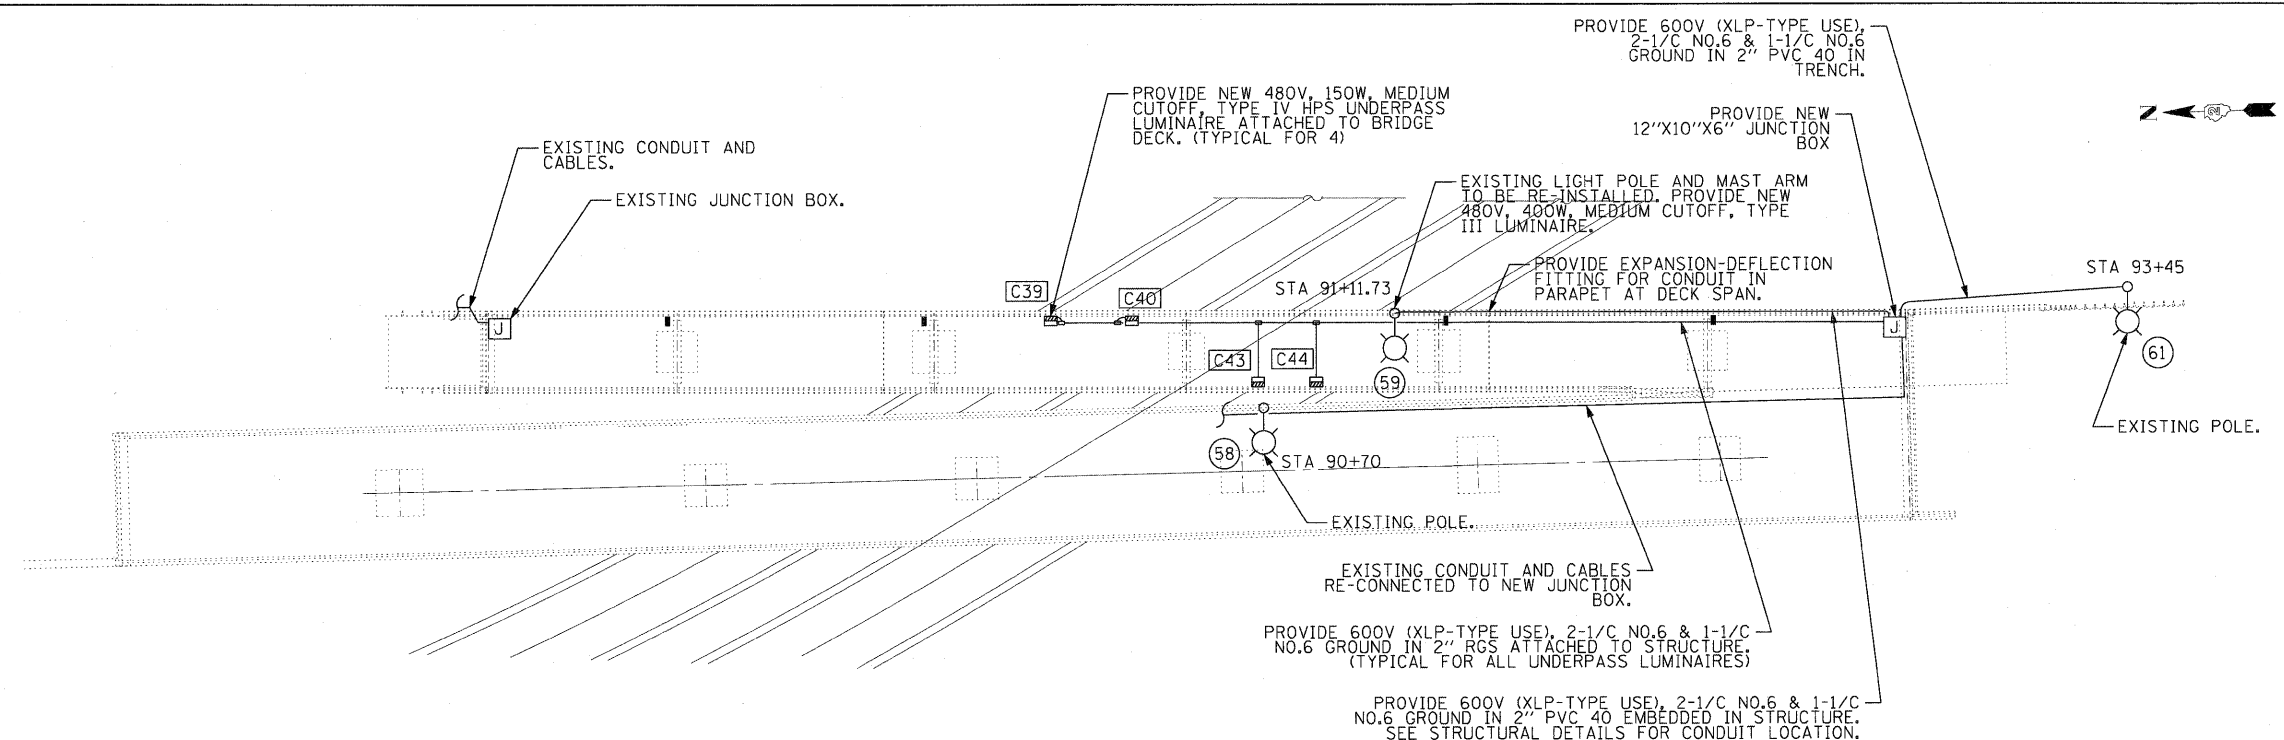 PROVIDE 600V (XLP-TYPE USE),
2-1/C NO.6 & 1-1/C NO.6
GROUND IN 2" PVC 40 IN
TRENCH.
PROVIDE NEW 480V, 150W, MEDIUM
CUTOFF, TYPE IV HPS UNDERPASS
LUMINAIRE ATTACHED TO BRIDGE
DECK. (TYPICAL FOR 4)
PROVIDE NEW
12"X10"X6" JUNCTION
BOX
Z
EXISTING CONDUIT AND
CABLES.
EXISTING JUNCTION BOX.
EXISTING LIGHT POLE AND MAST ARM
TO BE RE-INSTALLED. PROVIDE NEW
480V, 400W, MEDIUM CUTOFF, TYPE
III LUMINAIRE.
PROVIDE EXPANSION-DEFLECTION
FITTING FOR CONDUIT IN
PARAPET AT DECK SPAN.
STA 93+45
C39
C40
STA 91+11.73
J
J
C43
C44
59
61
58
STA 90+70
EXISTING POLE.
EXISTING POLE.
EXISTING CONDUIT AND CABLES
RE-CONNECTED TO NEW JUNCTION
BOX.
PROVIDE 600V (XLP-TYPE USE), 2-1/C NO.6 & 1-1/C
NO.6 GROUND IN 2" RGS ATTACHED TO STRUCTURE.
(TYPICAL FOR ALL UNDERPASS LUMINAIRES)
PROVIDE 600V (XLP-TYPE USE), 2-1/C NO.6 & 1-1/C
NO.6 GROUND IN 2" PVC 40 EMBEDDED IN STRUCTURE.
SEE STRUCTURAL DETAILS FOR CONDUIT LOCATION.